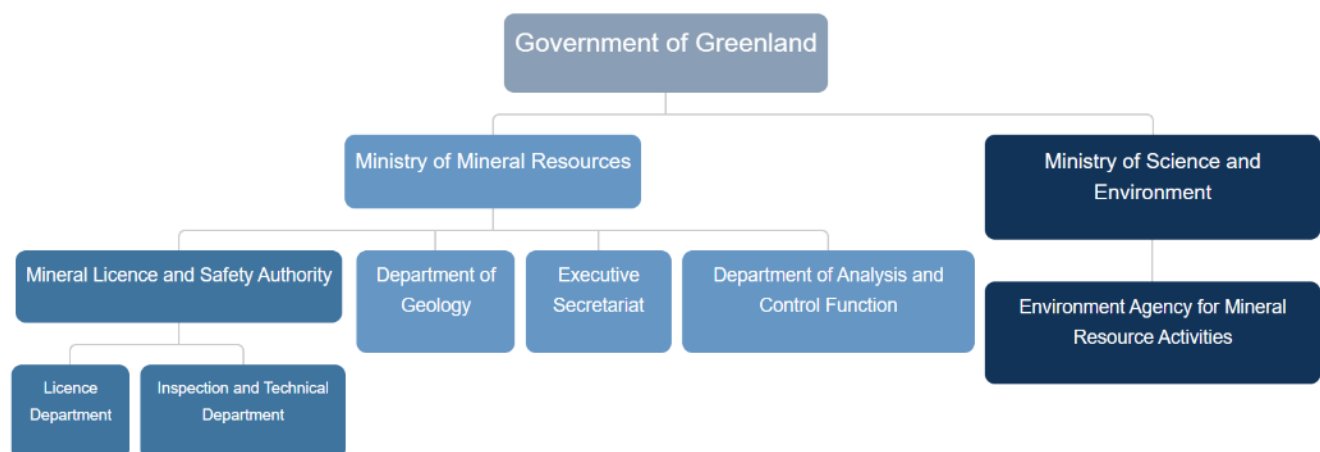 Government of Greenland
Ministry of Mineral Resources
Ministry of Science and
Environment
Mineral Licence and Safety Authority
Department of
Geology
Executive
Secretariat
Department of Analysis and
Control Function
Environment Agency for Mineral
Resource Activities
Licence
Department
Inspection and Technical
Department